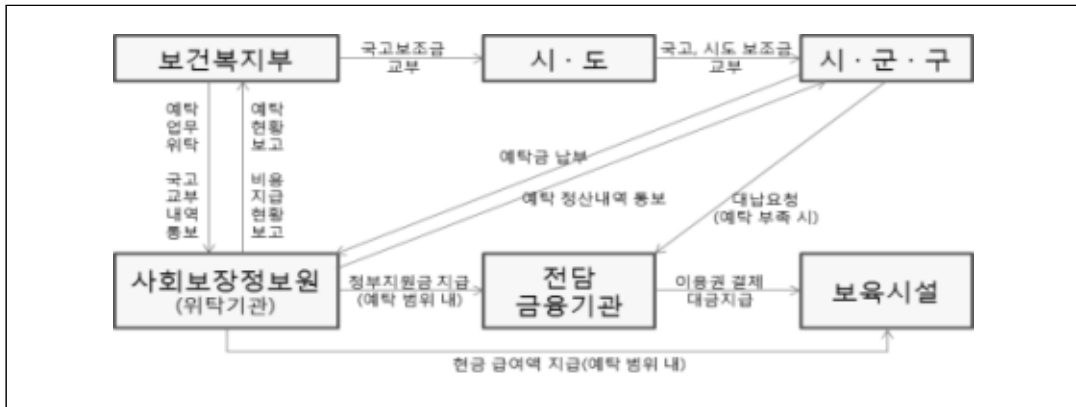 보건복지부
국고보조금
교부
시 · 도
국고, 시도 보조금
교부
시 · 군 · 구
예탁
업무
위탁
국고
교부
내역
통보
예탁
현황
보고
비용
지급
현황
보고
예탁금 납부
예탁 정산내역 통보
대납요청
(예탁 부족 시)
사회보장정보원
(위탁기관)
정부지원금 지급
(예탁 범위 내)
전담
금융기관
이용권 결제
대금지급
보육시설
현금 급여액 지급(예탁 범위 내)